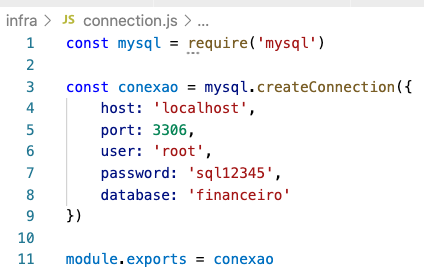 infra > JS connection.js > ...
1 const mysql = require('mysql')
2
3 const conexao = mysql.createConnection({
4     host: 'localhost',
5     port: 3306,
6     user: 'root',
7     password: 'sql12345',
8     database: 'financeiro'
9 })
10
11 module.exports = conexao